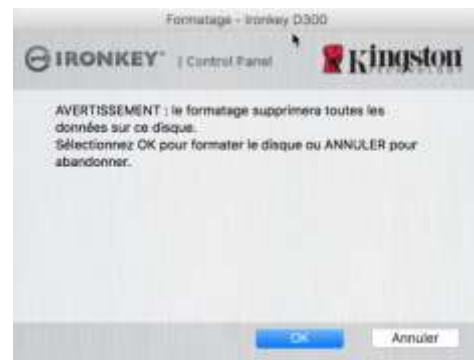 Formatage - Ironkey D300
IRONKEY | Control Panel
Kingston
TECHNOLOGY
AVERTISSEMENT : le formatage supprimera toutes les
données sur ce disque.
Sélectionnez OK pour formater le disque ou ANNULER pour
abandonner.
OK
Annuler